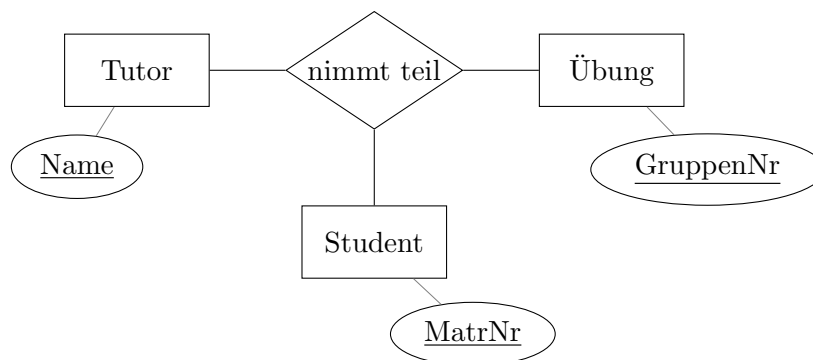 Tutor
nimmt teil
Übung
Name
GruppenNr
Student
MatrNr